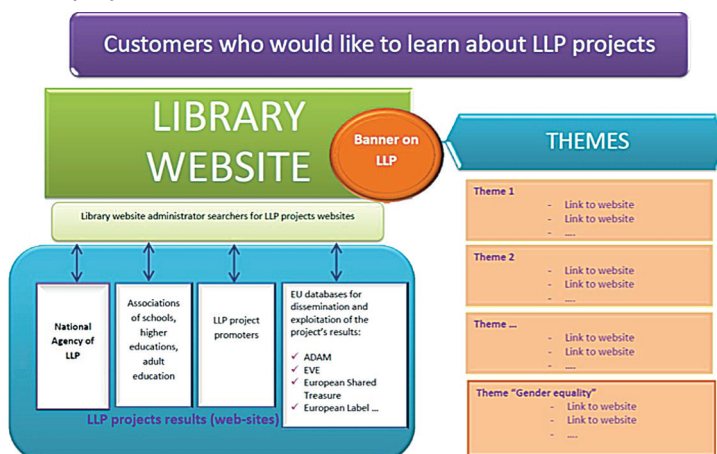 Customers who would like to learn about LLP projects
LIBRARY
WEBSITE
Banner on
LLP
THEMES
Library website administrator searchers for LLP projects websites
National
Agency of
LLP
Associations
of schools,
higher
educations,
adult
education
LLP project
promoters
EU databases for
dissemination and
exploitation of the
project's results:
✓ ADAM
✓ EVE
✓ European Shared
Treasure
✓ European Label ...
LLP projects results (web-sites)
Theme 1
- Link to website
- Link to website
- ....
Theme 2
- Link to website
- Link to website
- ....
Theme ...
- Link to website
- Link to website
- ....
Theme "Gender equality"
- Link to website
- Link to website
- ....